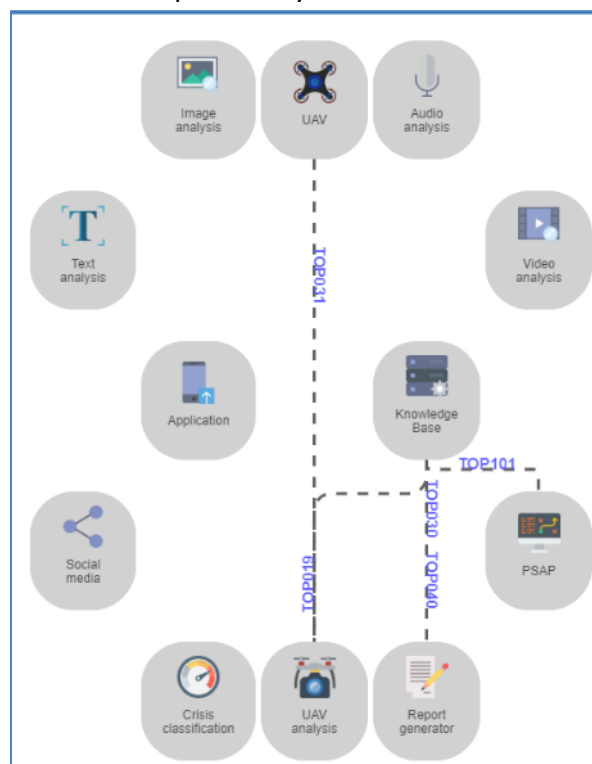 Image
analysis
UAV
Audio
analysis
T
Text
analysis
TOP031
Video
analysis
Application
Knowledge
Base
TOP101
Social
media
TOP019
TOP030
TOP040
PSAP
Crisis
classification
UAV
analysis
Report
generator